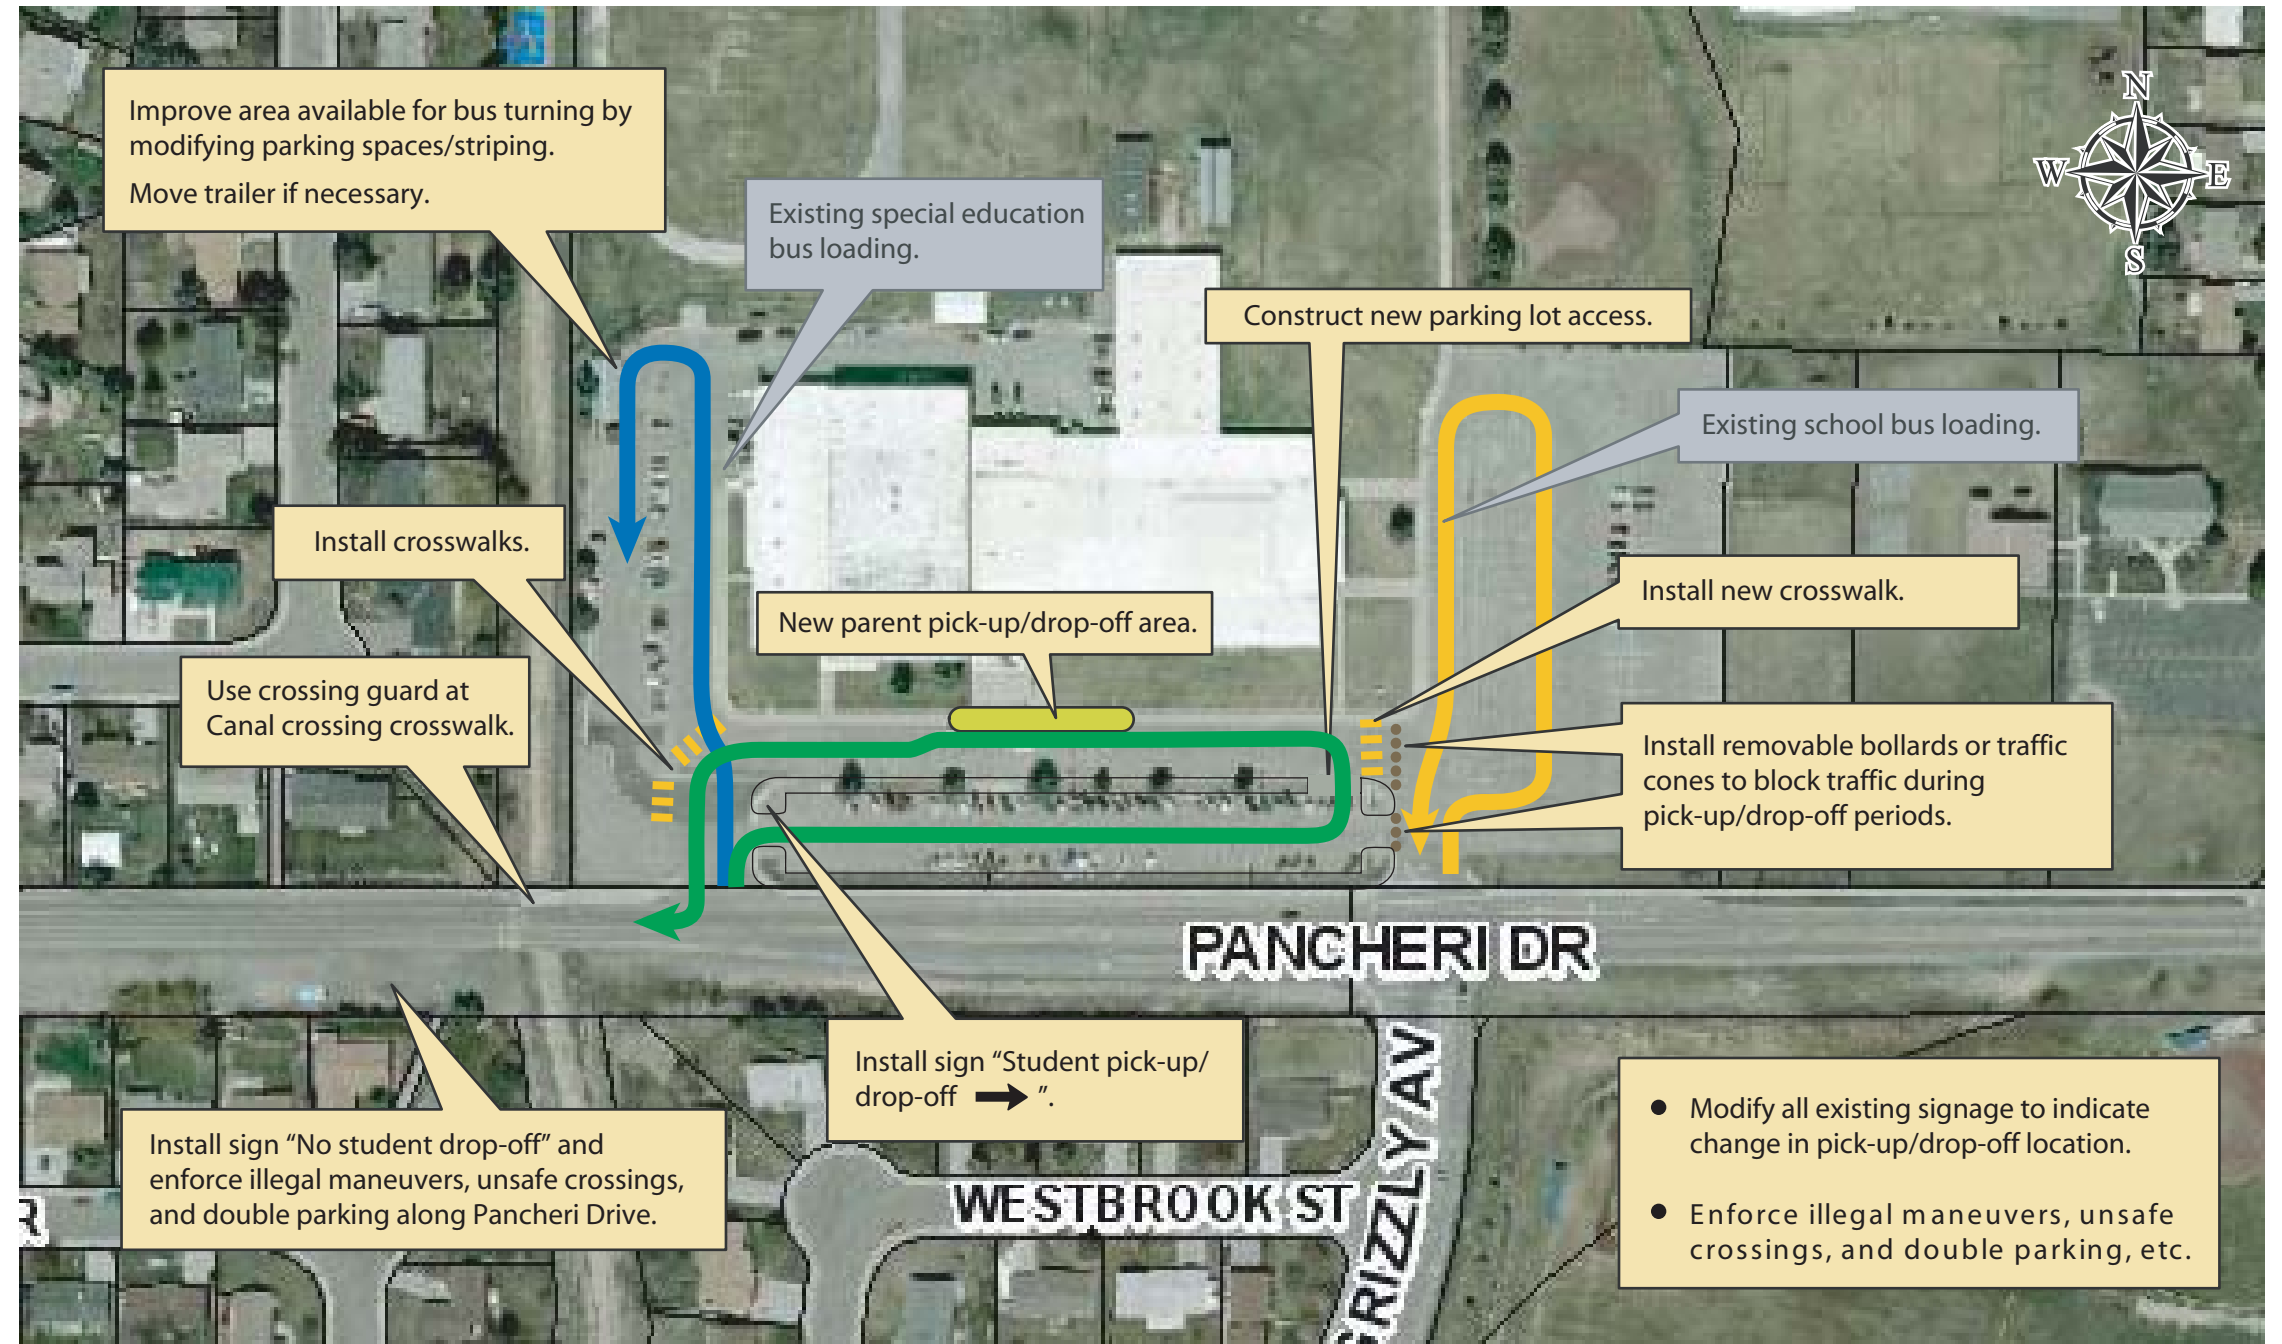 Improve area available for bus turning by
modifying parking spaces/striping.
Move trailer if necessary.
N
W
E
S
Existing special education
bus loading.
Construct new parking lot access.
Existing school bus loading.
Install crosswalks.
Install new crosswalk.
New parent pick-up/drop-off area.
Use crossing guard at
Canal crossing crosswalk.
Install removable bollards or traffic
cones to block traffic during
pick-up/drop-off periods.
PANCHERI DR
Install sign “Student pick-up/
drop-off ➡ ”.
GRIZZLY AV
Install sign “No student drop-off” and
enforce illegal maneuvers, unsafe crossings,
and double parking along Pancheri Drive.
WESTBROOK ST
R
● Modify all existing signage to indicate
change in pick-up/drop-off location.
● Enforce illegal maneuvers, unsafe
crossings, and double parking, etc.